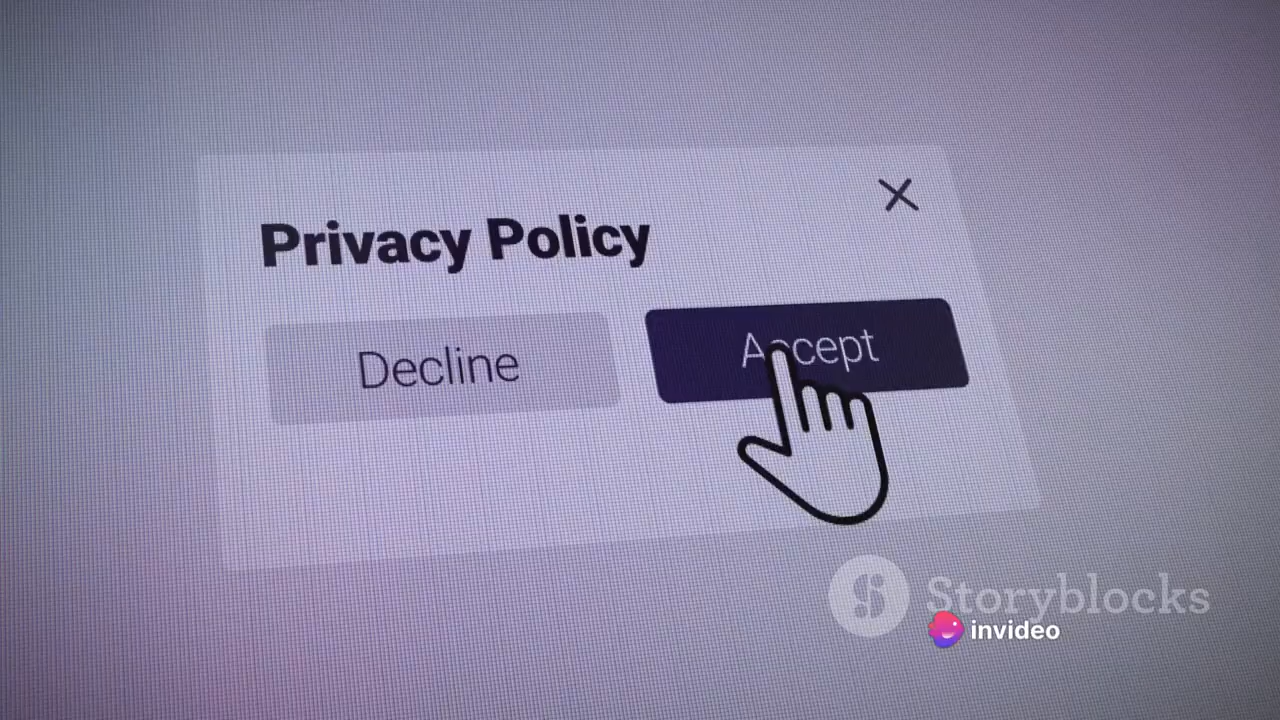 Privacy Policy
Decline
Accept
Storyblocks
invideo